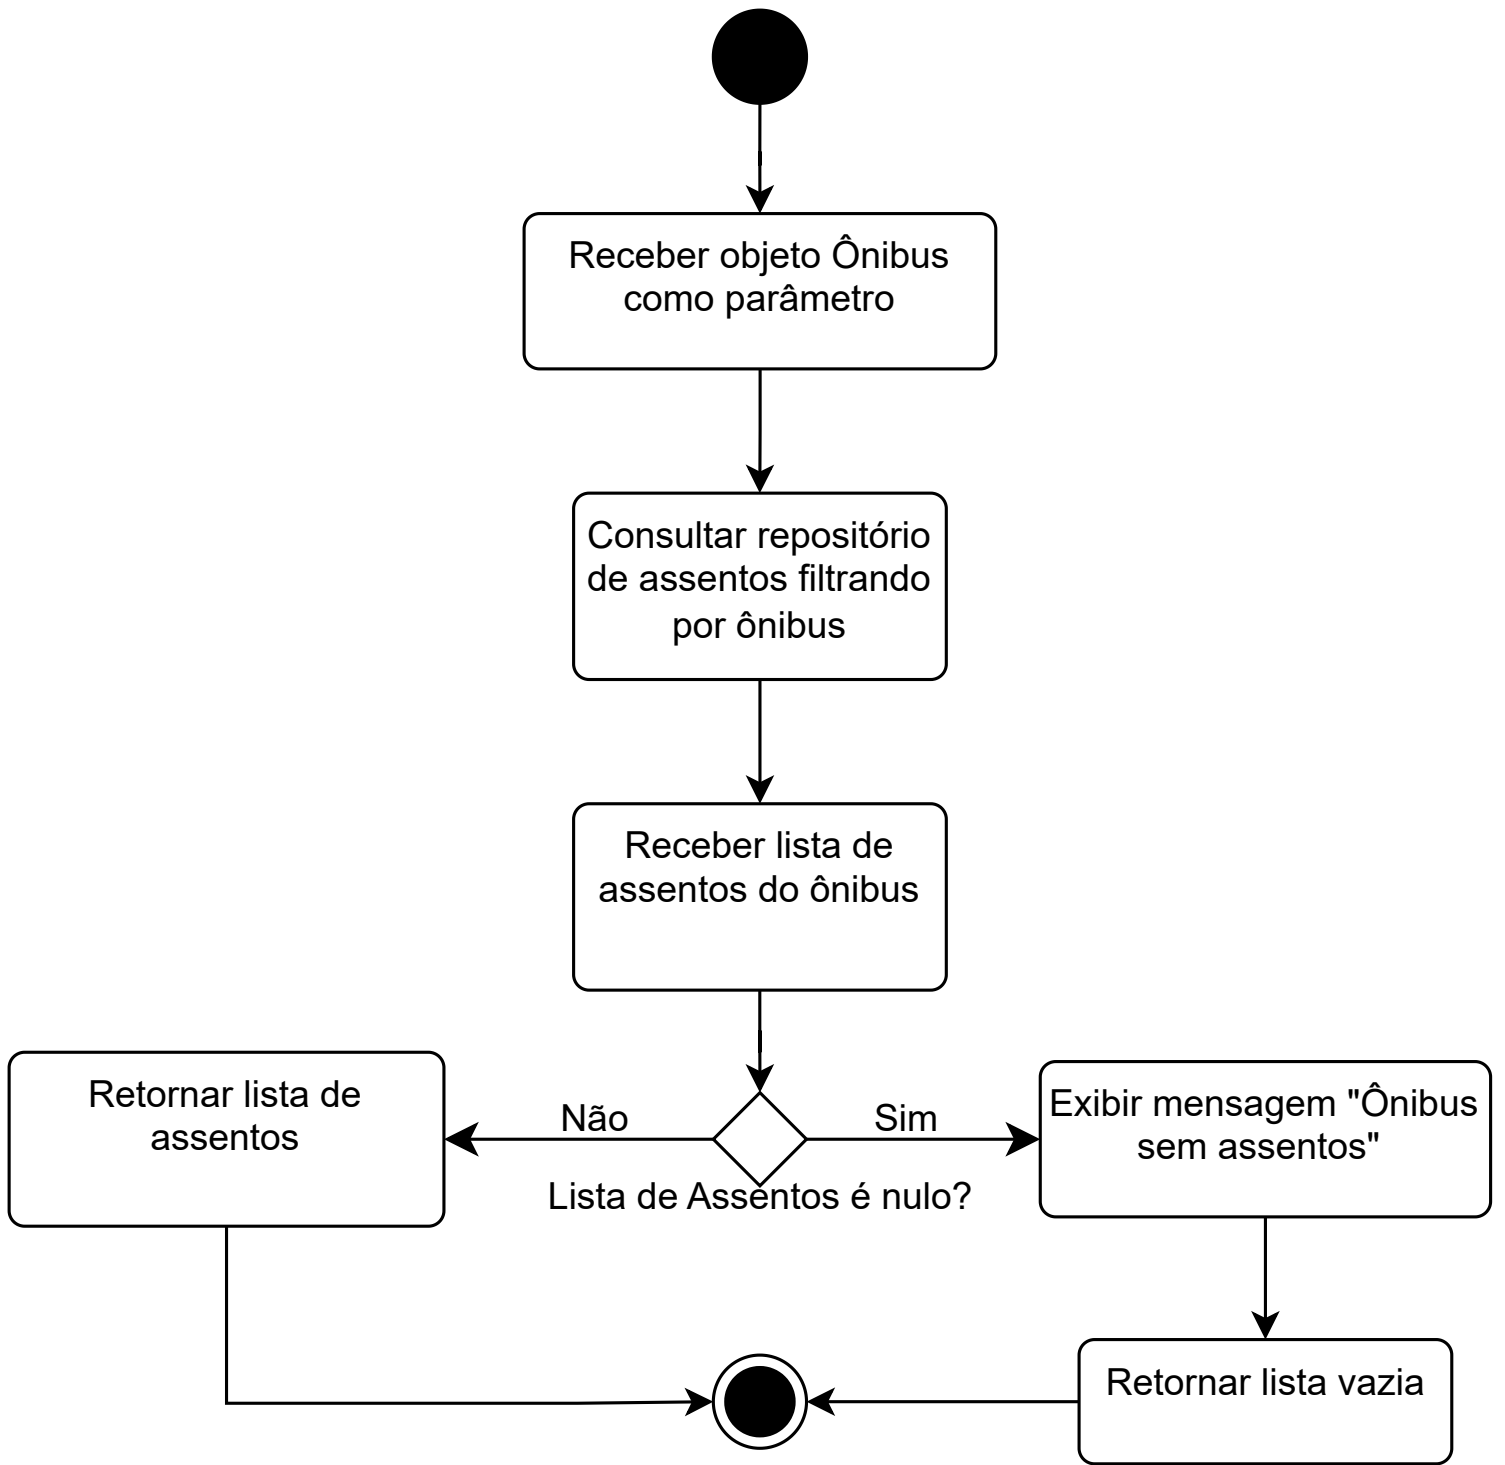 Receber objeto Ônibus
como parâmetro
Consultar repositório
de assentos filtrando
por ônibus
Receber lista de
assentos do ônibus
Retornar lista de
assentos
Não
Sim
Lista de Assentos é nulo?
Exibir mensagem "Ônibus
sem assentos"
Retornar lista vazia